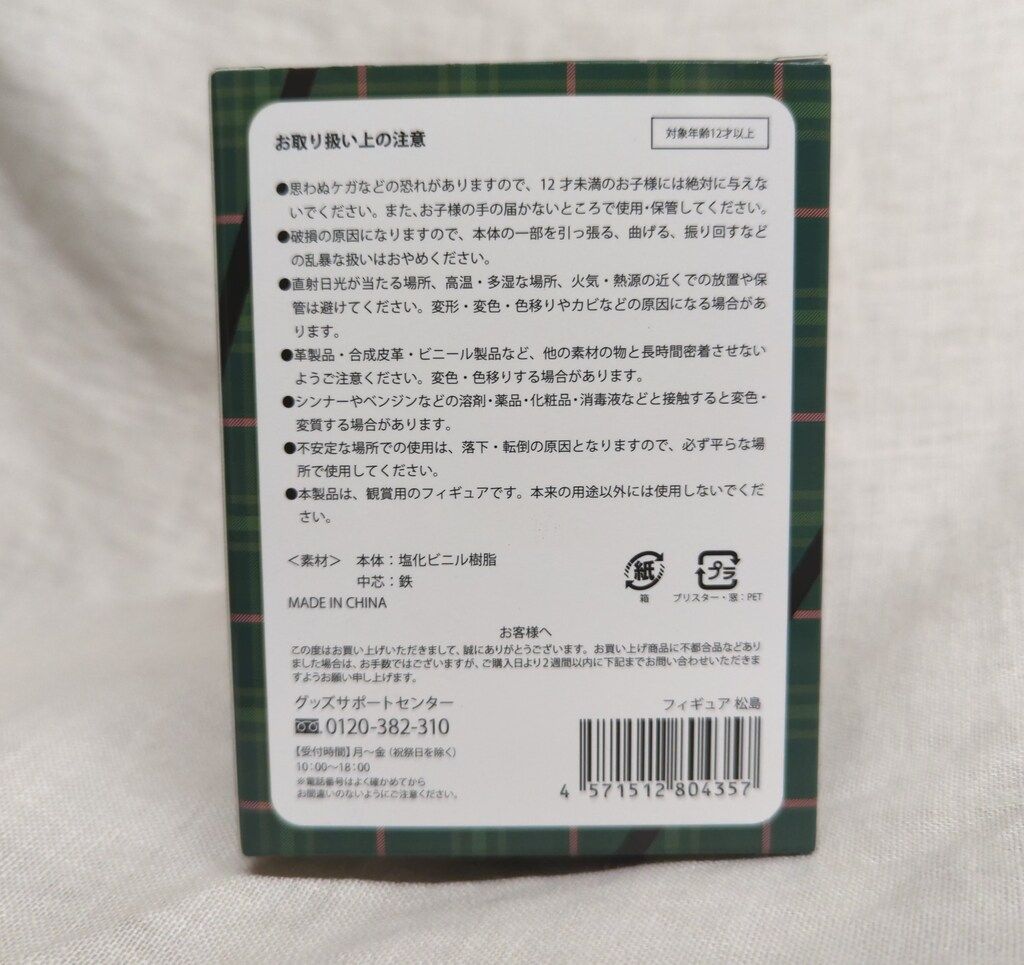 お取り扱い上の注意
対象年齢12才以上
●思わぬケガなどの恐れがありますので、12 才未満のお子様には絶対に与えな
いでください。また、お子様の手の届かないところで使用・保管してください。
●破損の原因になりますので、本体の一部を引っ張る、曲げる、振り回すなど
の乱暴な扱いはおやめください。
●直射日光が当たる場所、高温・多湿な場所、火気・熱源の近くでの放置や保
管は避けてください。変形・変色・色移りやカビなどの原因になる場合があ
ります。
●革製品・合成皮革・ビニール製品など、他の素材の物と長時間密着させない
ようご注意ください。変色・色移りする場合があります。
●シンナーやベンジンなどの溶剤・薬品・化粧品・消毒液などと接触すると変色・
変質する場合があります。
●不安定な場所での使用は、落下・転倒の原因となりますので、必ず平らな場
所で使用してください。
●本製品は、観賞用のフィギュアです。本来の用途以外には使用しないでくだ
さい。
＜素材＞ 本体：塩化ビニル樹脂
中芯：鉄
MADE IN CHINA
紙
箱
プラ
ブリスター・窓：PET
お客様へ
この度はお買い上げいただきまして、誠にありがとうございます。お買い上げ商品に不都合品などあり
ました場合は、お手数ではございますが、ご購入日より2週間以内に下記までお問い合わせいただきま
すようお願い申し上げます。
グッズサポートセンター
0120-382-310
【受付時間】月～金（祝祭日を除く）
10：00～18：00
※電話番号はよく確かめてから
お間違いのないようにご注意ください。
フィギュア 松島
4 571512 804357